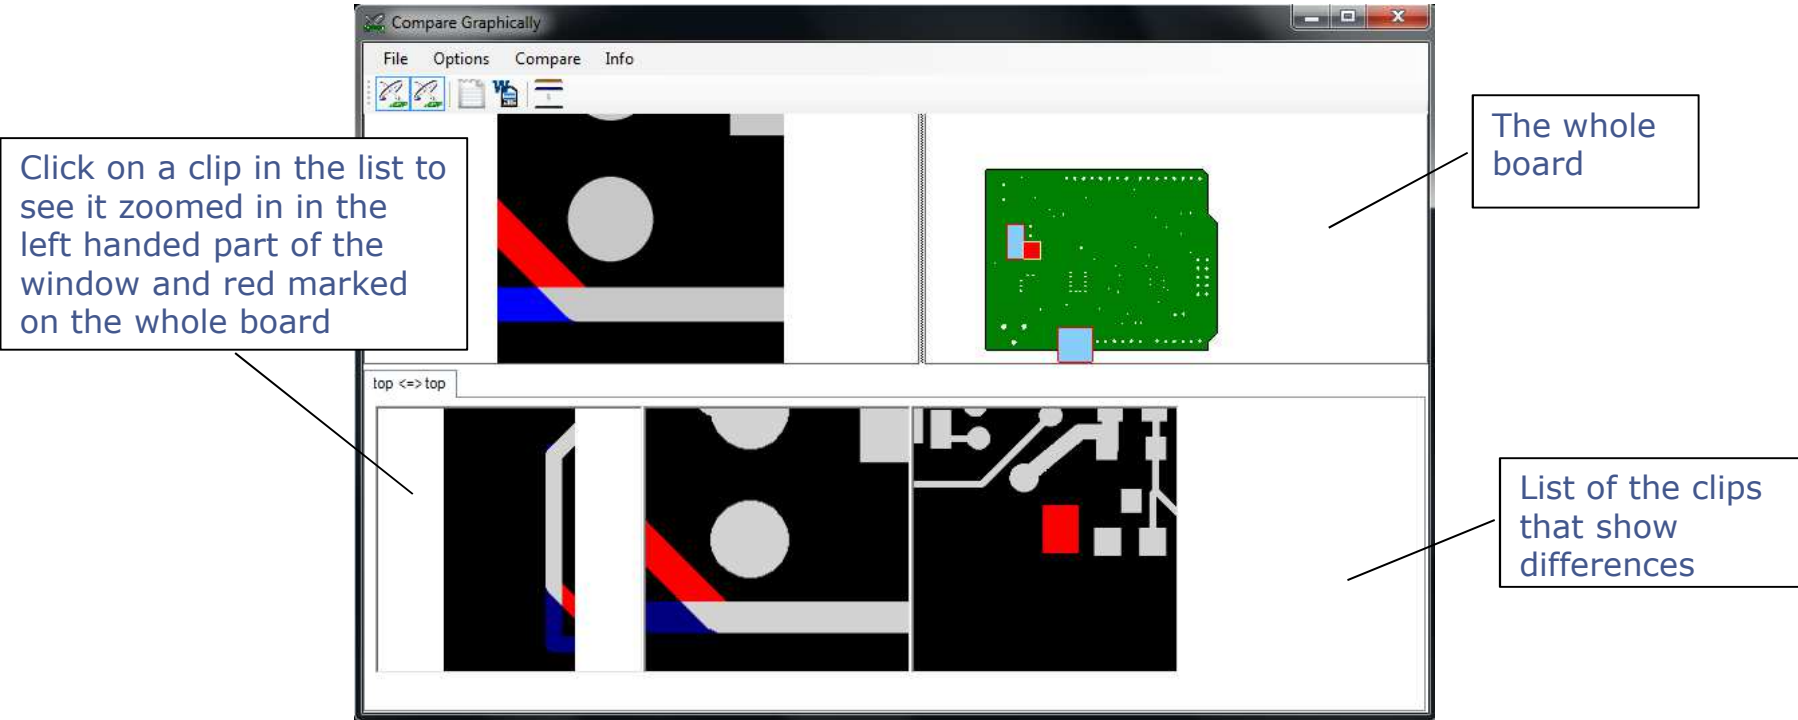 Compare Graphically
File Options Compare Info
The whole
board
Click on a clip in the list to
see it zoomed in in the
left handed part of the
window and red marked
on the whole board
top <=> top
List of the clips
that show
differences